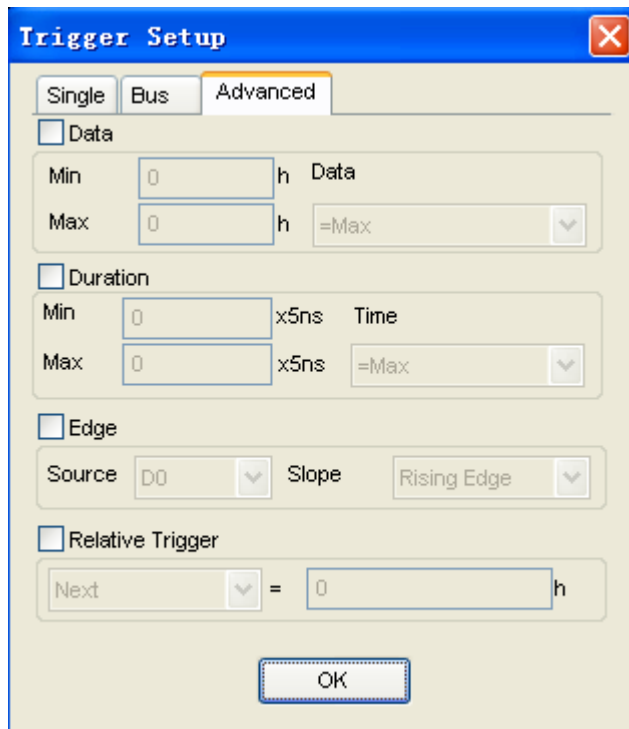 Trigger Setup
Single Bus Advanced
Data
Min 0 h Data
Max 0 h =Max
Duration
Min 0 x5ns Time
Max 0 x5ns =Max
Edge
Source D0 Slope Rising Edge
Relative Trigger
Next = 0 h
OK